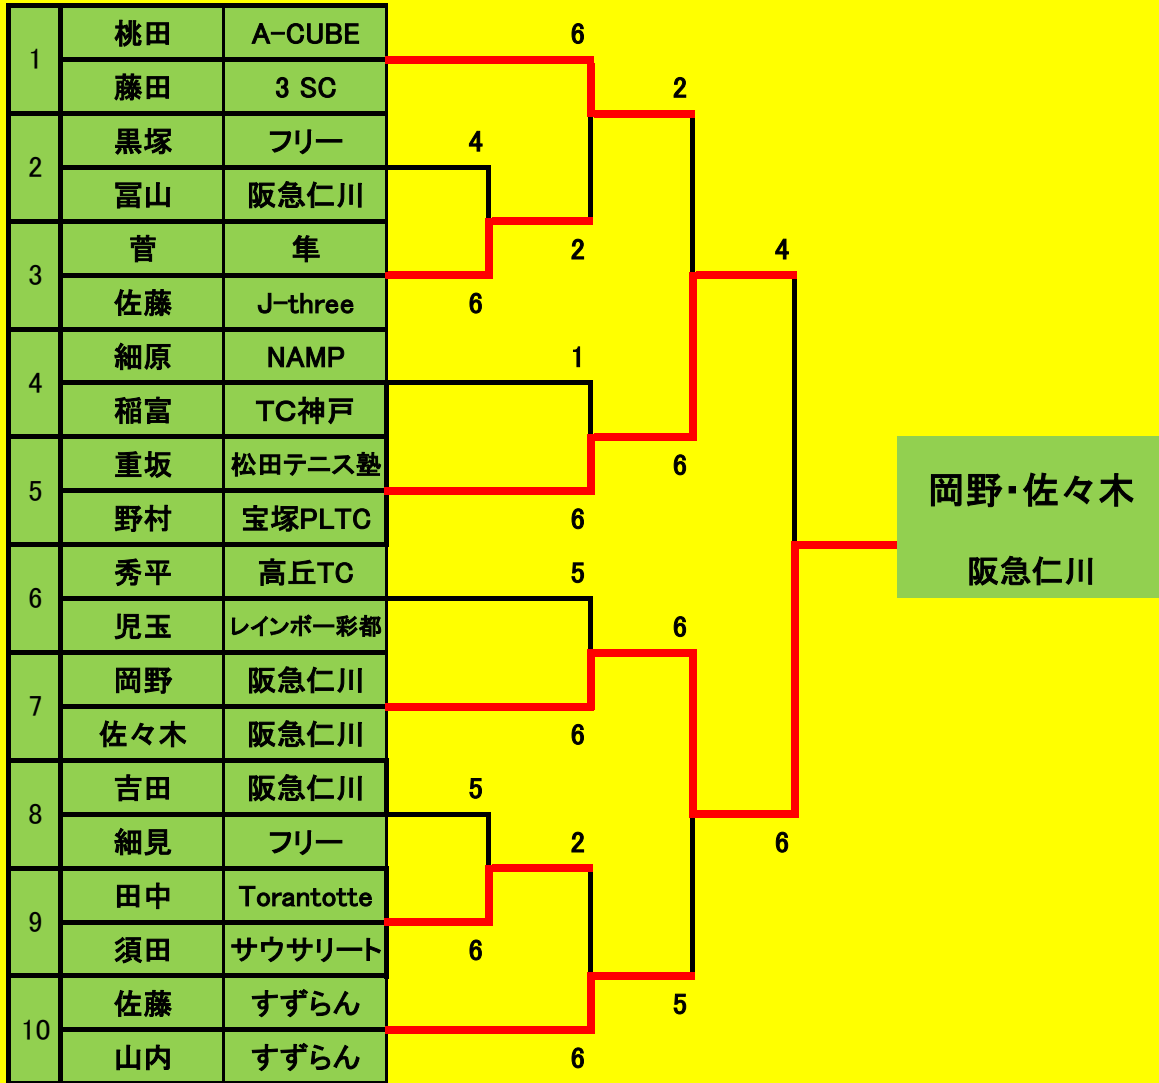 桃田 A-CUBE 6
1
藤田 3 SC 2
黒塚 フリー 4
2
冨山 阪急仁川
菅 隼 2 4
3
佐藤 J-three 6
細原 NAMP 1
4
稲富 TC神戸
重坂 松田テニス塾 6
5
野村 宝塚PLTC 6
岡野・佐々木
阪急仁川
秀平 高丘TC 5
6
児玉 レインボー彩都 6
岡野 阪急仁川
7
佐々木 阪急仁川 6
吉田 阪急仁川 5
8
細見 フリー 2 6
田中 Torantotte
9
須田 サウサリート 6
佐藤 すずらん 5
10
山内 すずらん 6